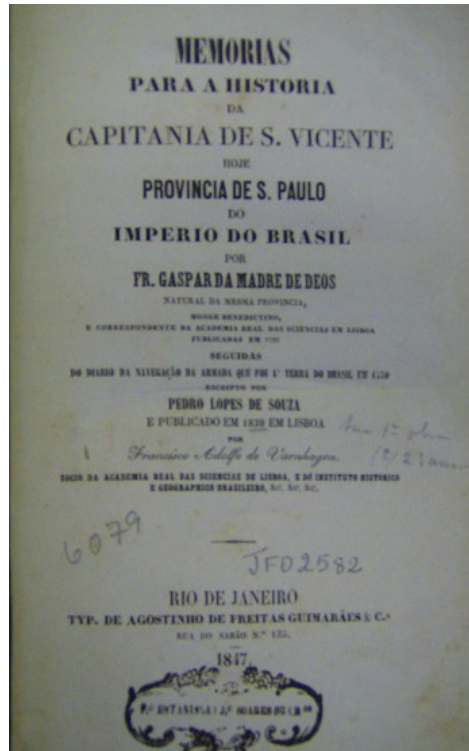 MEMORIAS
PARA A HISTORIA
DA
CAPITANIA DE S. VICENTE
HOJE
PROVINCIA DE S. PAULO
DO
IMPERIO DO BRASIL
POR
FR. GASPAR DA MADRE DE DEOS
NATURAL DA MESMA PROVINCIA,
MONGE BENEDICTINO,
E CORRESPONDENTE DA ACADEMIA REAL DAS SCIENCIAS EM LISBOA
PUBLICADAS EM
SEGUIDAS
DO DIARIO DA NAVEGAÇÃO DA ARMADA QUE FOI Á TERRA DO BRASIL EM 1530
ESCRIPTO POR
PEDRO LOPES DE SOUZA
E PUBLICADO EM 1839 EM LISBOA
POR
Francisco Adolfo de Varnhagen,
SOCIO DA ACADEMIA REAL DAS SCIENCIAS DE LISBOA, E DO INSTITUTO HISTORICO
E GEOGRAPHICO BRASILEIRO, &C. &C. &C.
sua 1ª obra
6079
JFO2582
RIO DE JANEIRO
TYP. DE AGOSTINHO DE FREITAS GUIMARÃES & C.ª
RUA DO SABÃO N.º 135.
1847